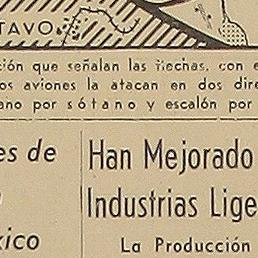 TAVO
ción que señalan las flechas, con e
os aviones la atacan en dos dire
ano por sótano y escalón por
es de
xico
Han Mejorado
Industrias Lige
La Producción